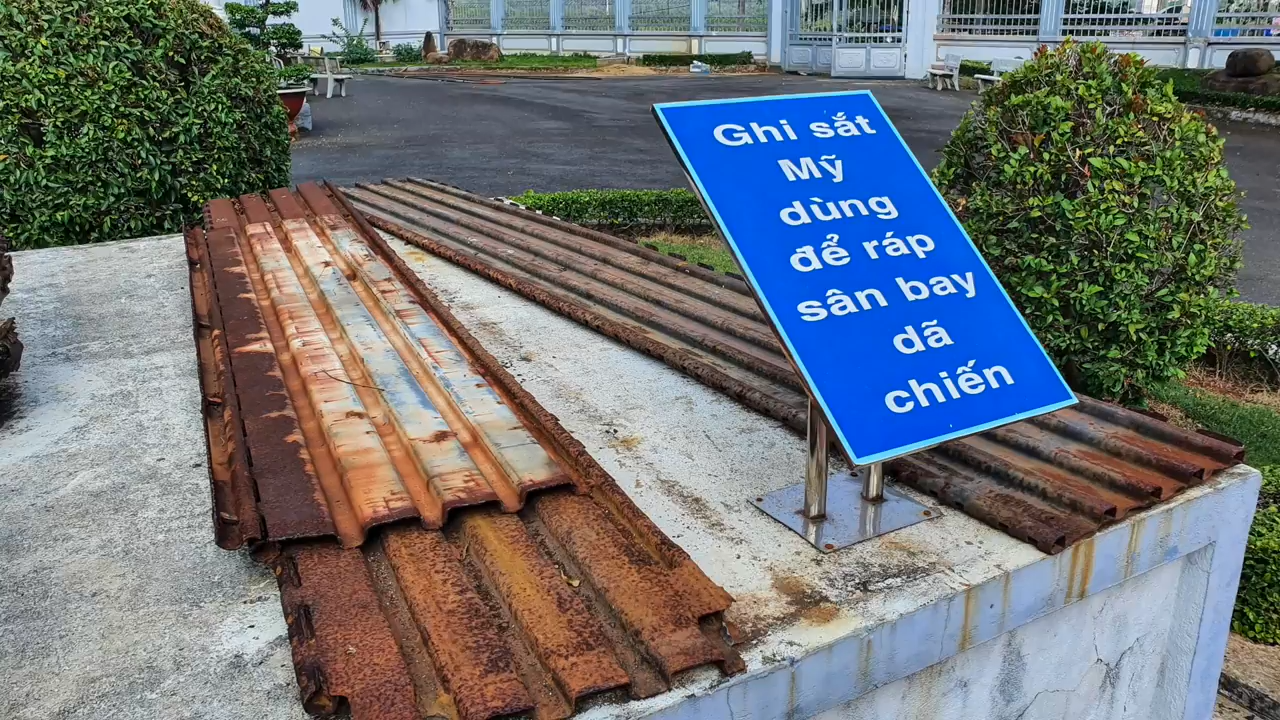 Ghi sắt
Mỹ
dùng
để ráp
sân bay
dã
chiến